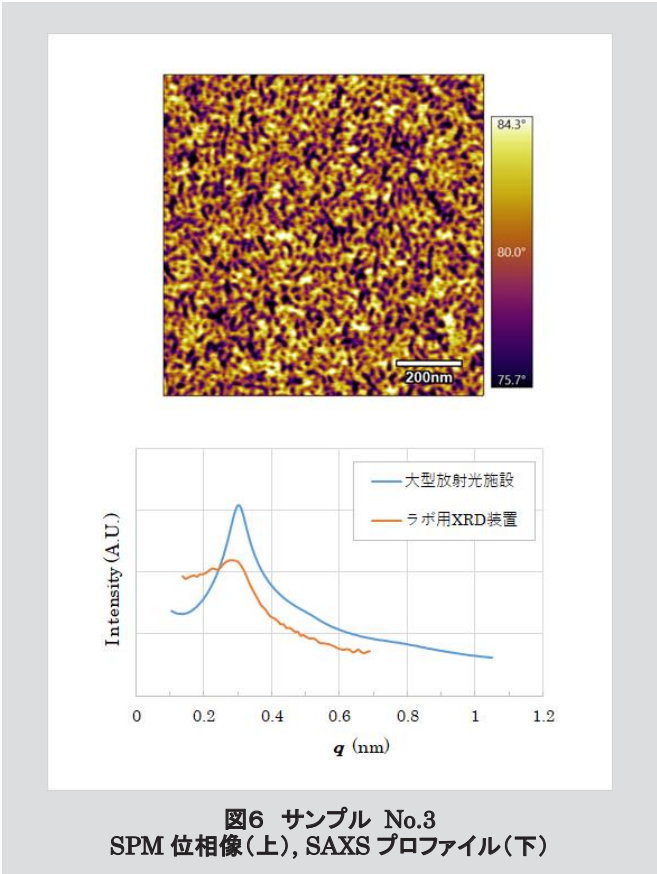 84.3°
80.0°
75.7°
200nm
大型放射光施設
ラボ用XRD装置
Intensity (A.U.)
0 0.2 0.4 0.6 0.8 1 1.2
q (nm)
図6 サンプル No.3
SPM 位相像(上), SAXS プロファイル(下)